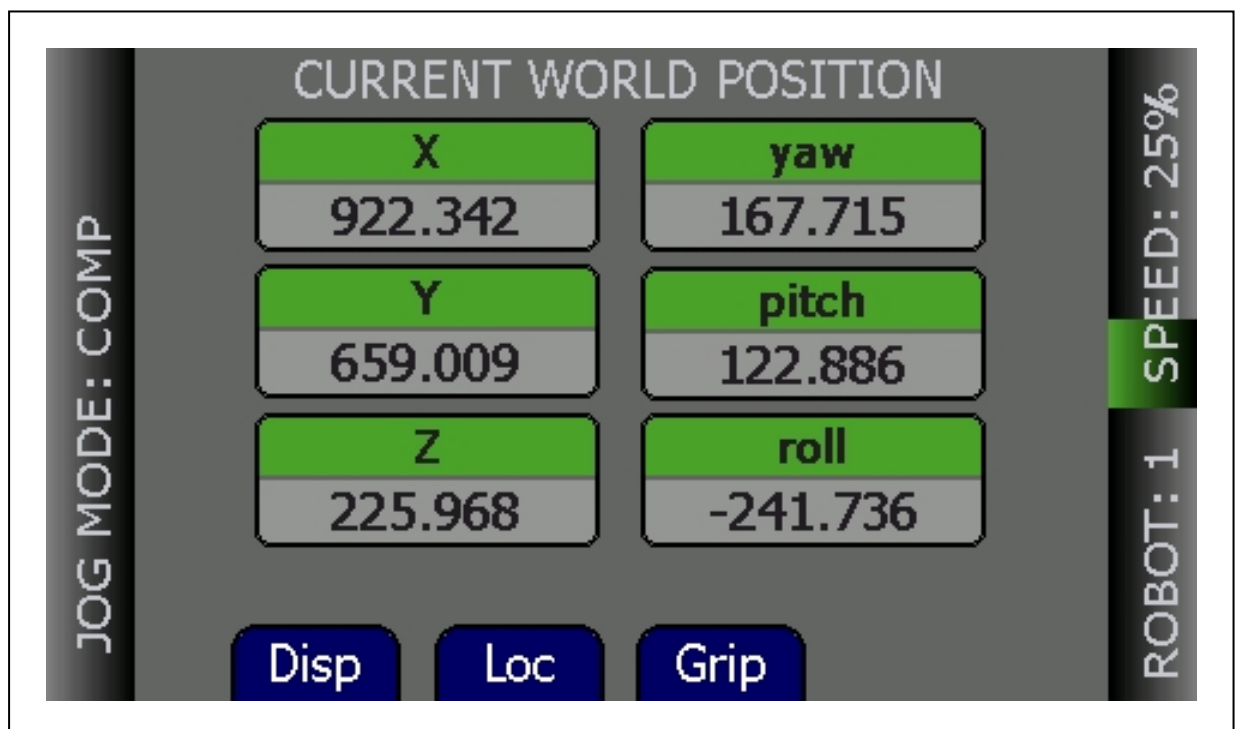 CURRENT WORLD POSITION
X
922.342
yaw
167.715
Y
659.009
pitch
122.886
Z
225.968
roll
-241.736
JOG MODE: COMP
SPEED: 25%
ROBOT: 1
Disp
Loc
Grip